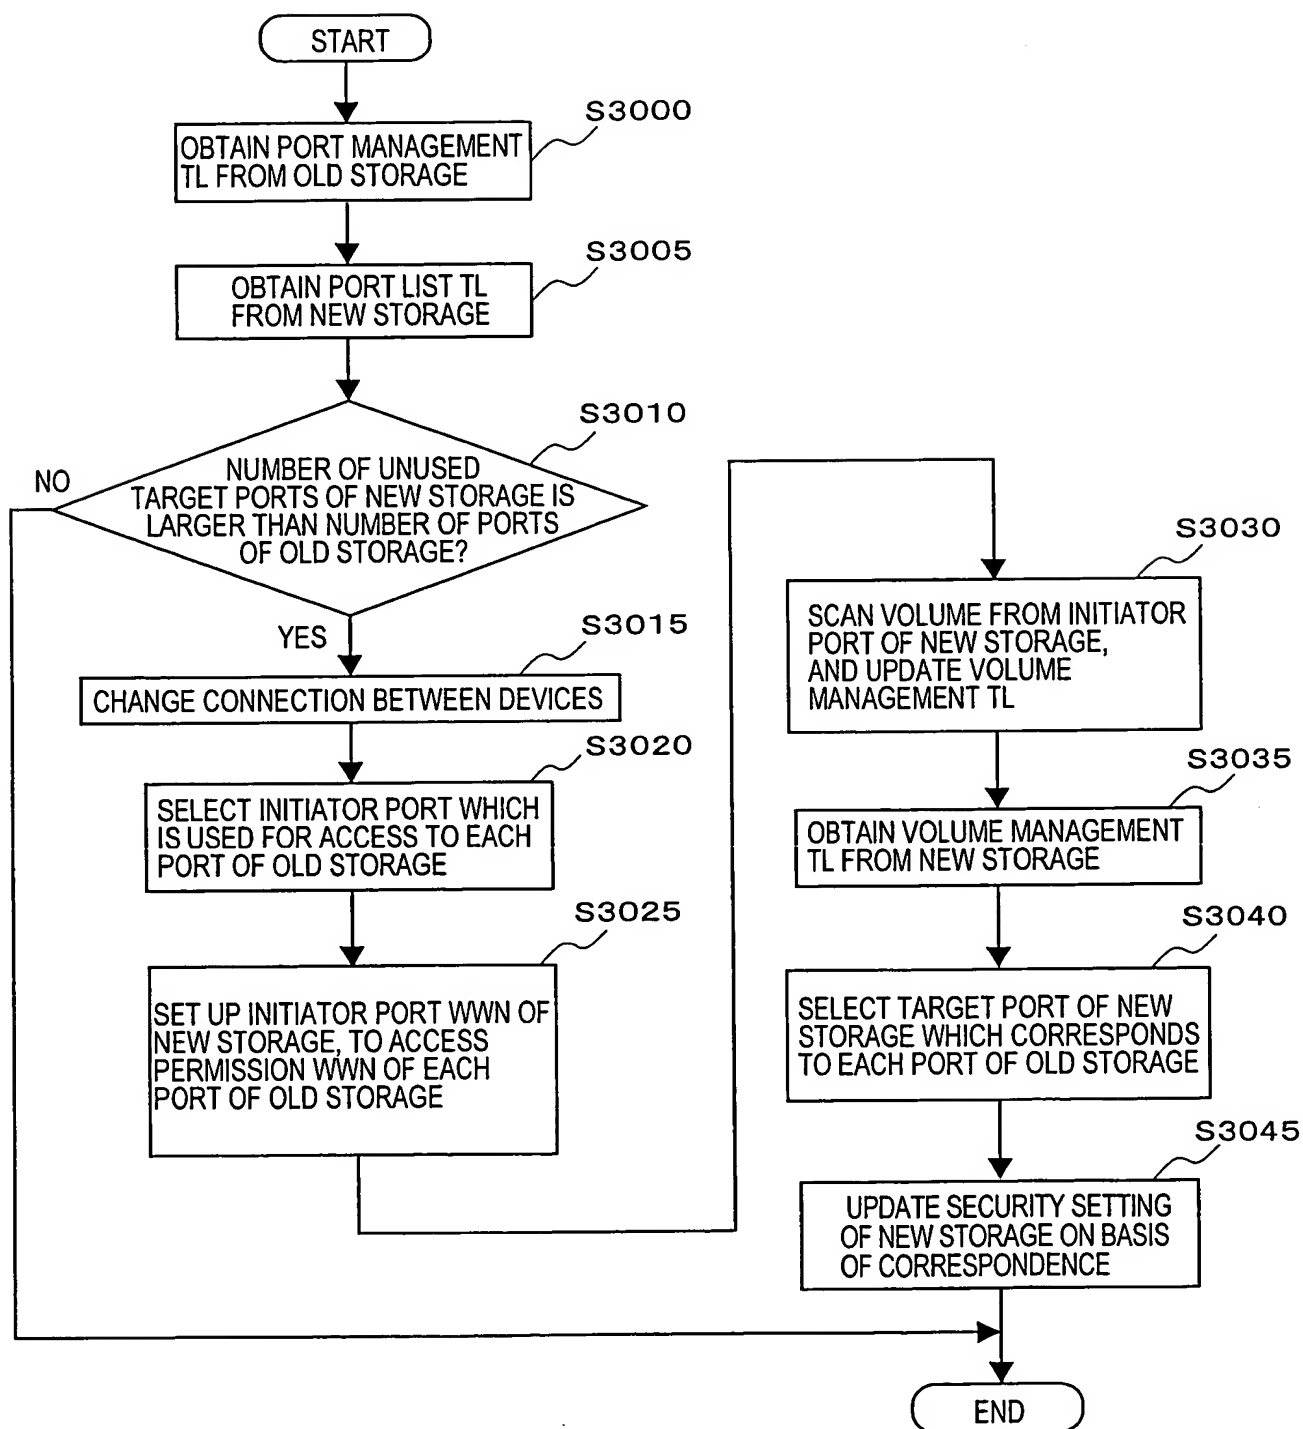 START
S3000
OBTAIN PORT MANAGEMENT
TL FROM OLD STORAGE
S3005
OBTAIN PORT LIST TL
FROM NEW STORAGE
S3010
NUMBER OF UNUSED
TARGET PORTS OF NEW STORAGE IS
LARGER THAN NUMBER OF PORTS
OF OLD STORAGE?
NO
YES
S3015
CHANGE CONNECTION BETWEEN DEVICES
S3020
SELECT INITIATOR PORT WHICH
IS USED FOR ACCESS TO EACH
PORT OF OLD STORAGE
S3025
SET UP INITIATOR PORT WWN OF
NEW STORAGE, TO ACCESS
PERMISSION WWN OF EACH
PORT OF OLD STORAGE
S3030
SCAN VOLUME FROM INITIATOR
PORT OF NEW STORAGE,
AND UPDATE VOLUME
MANAGEMENT TL
S3035
OBTAIN VOLUME MANAGEMENT
TL FROM NEW STORAGE
S3040
SELECT TARGET PORT OF NEW
STORAGE WHICH CORRESPONDS
TO EACH PORT OF OLD STORAGE
S3045
UPDATE SECURITY SETTING
OF NEW STORAGE ON BASIS
OF CORRESPONDENCE
END